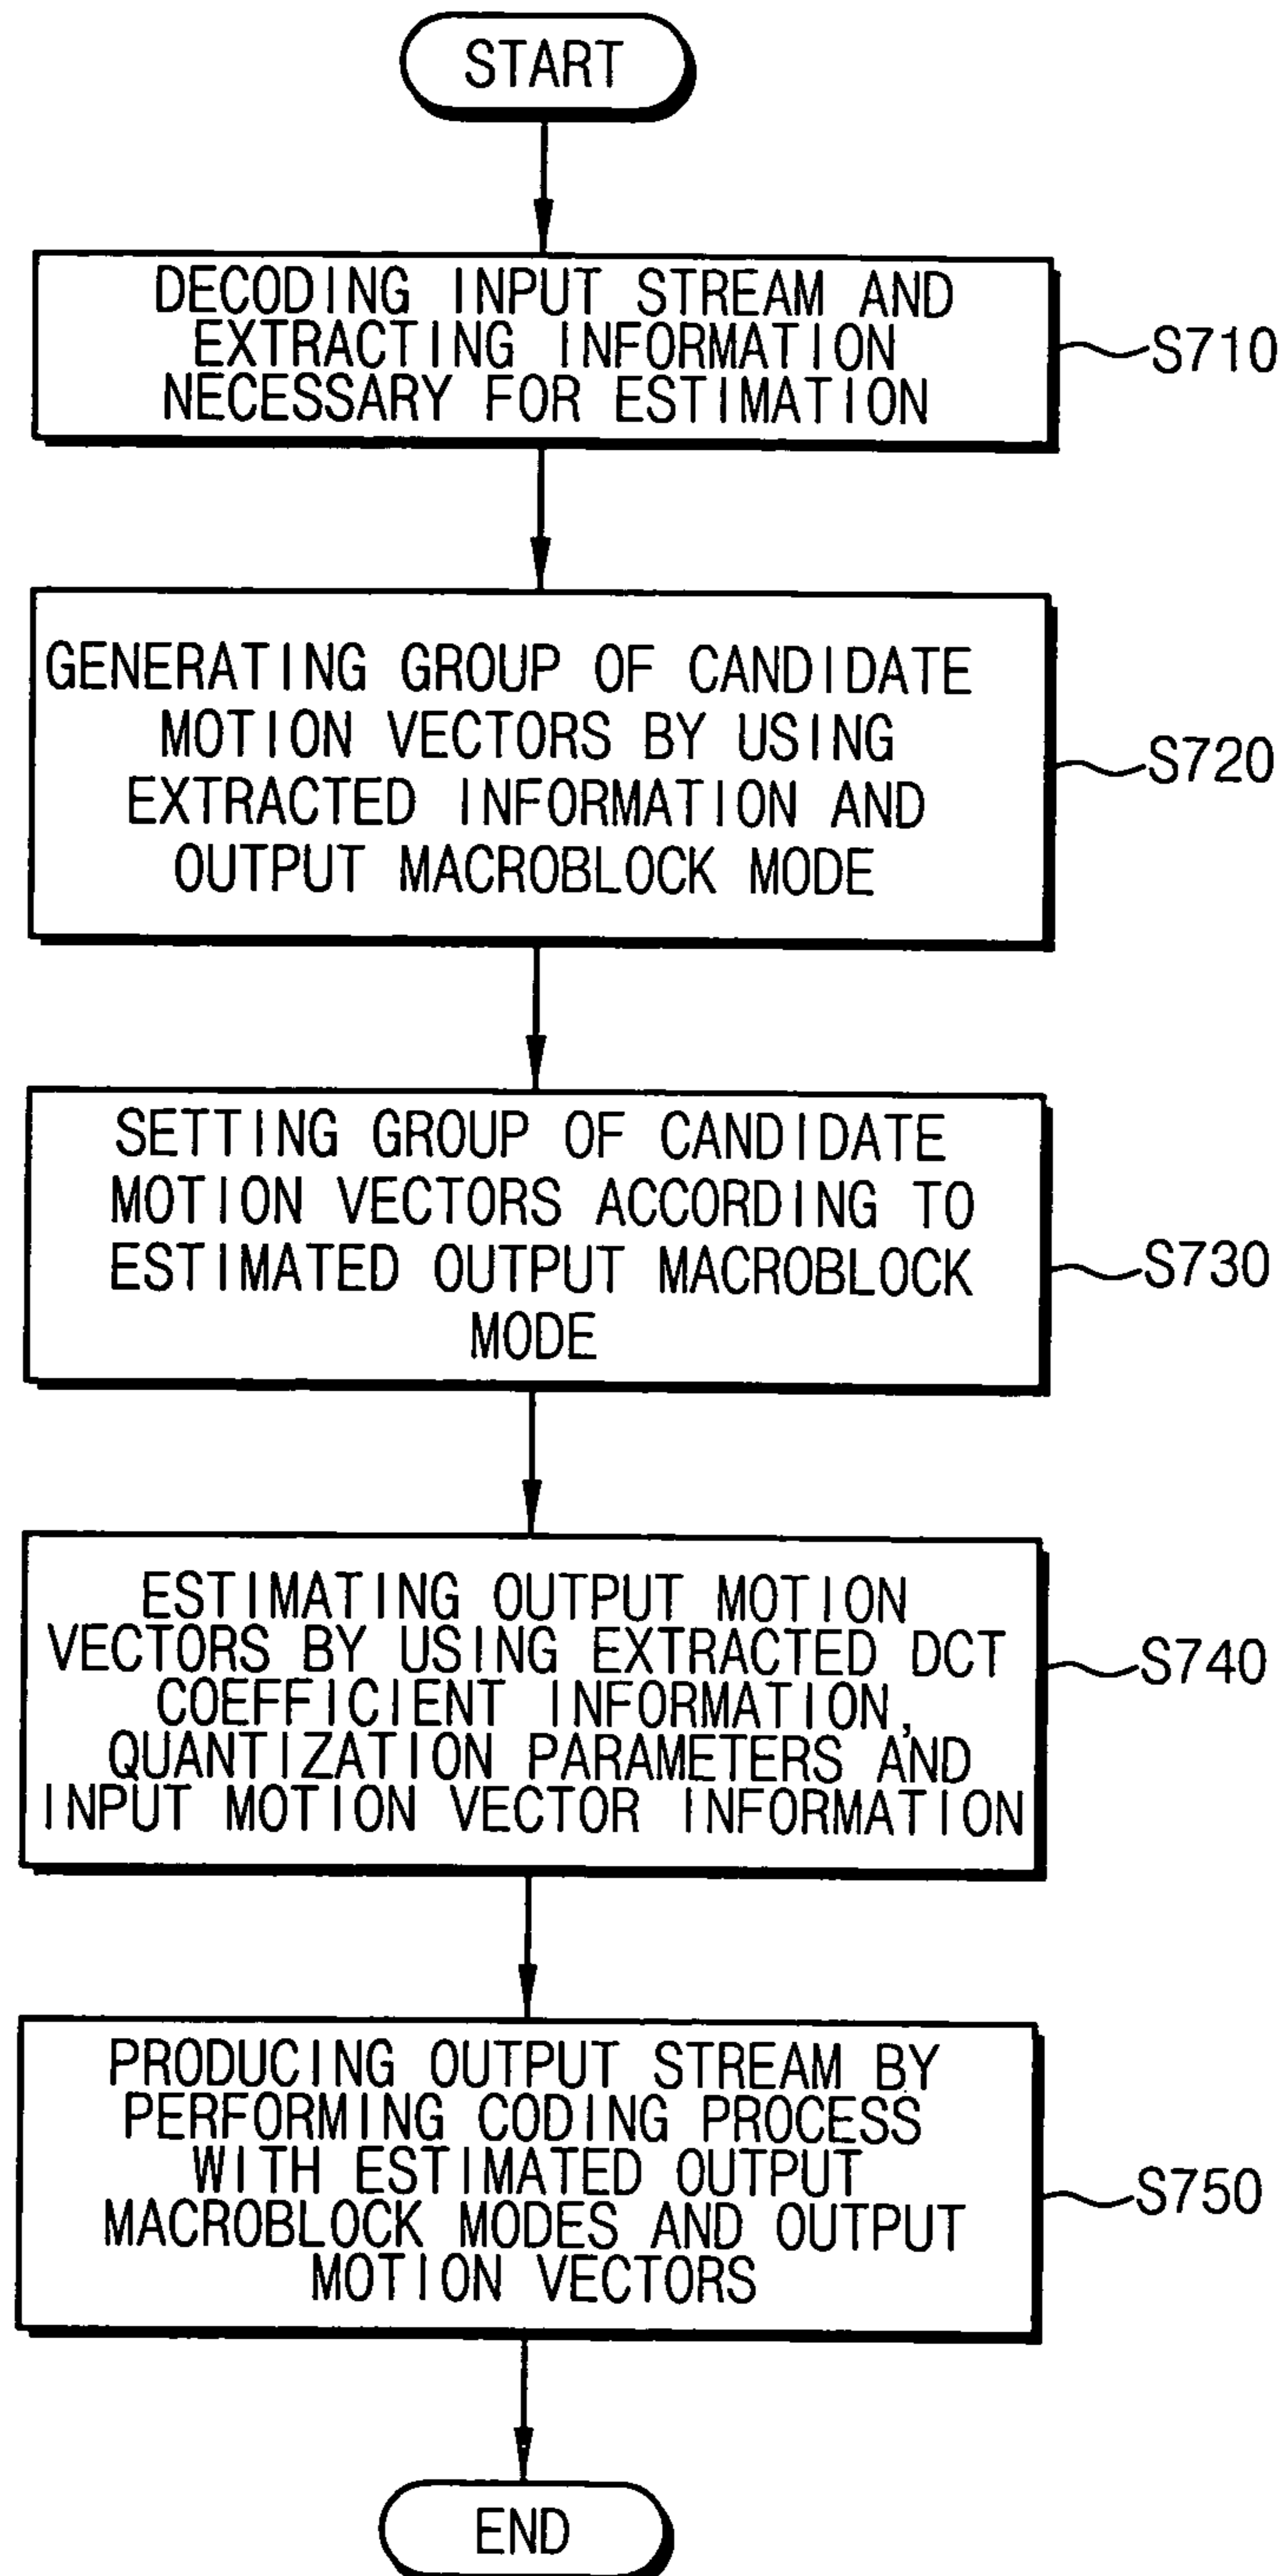 START
DECODING INPUT STREAM AND
EXTRACTING INFORMATION
NECESSARY FOR ESTIMATION
S710
GENERATING GROUP OF CANDIDATE
MOTION VECTORS BY USING
EXTRACTED INFORMATION AND
OUTPUT MACROBLOCK MODE
S720
SETTING GROUP OF CANDIDATE
MOTION VECTORS ACCORDING TO
ESTIMATED OUTPUT MACROBLOCK
MODE
S730
ESTIMATING OUTPUT MOTION
VECTORS BY USING EXTRACTED DCT
COEFFICIENT INFORMATION,
QUANTIZATION PARAMETERS AND
INPUT MOTION VECTOR INFORMATION
S740
PRODUCING OUTPUT STREAM BY
PERFORMING CODING PROCESS
WITH ESTIMATED OUTPUT
MACROBLOCK MODES AND OUTPUT
MOTION VECTORS
S750
END